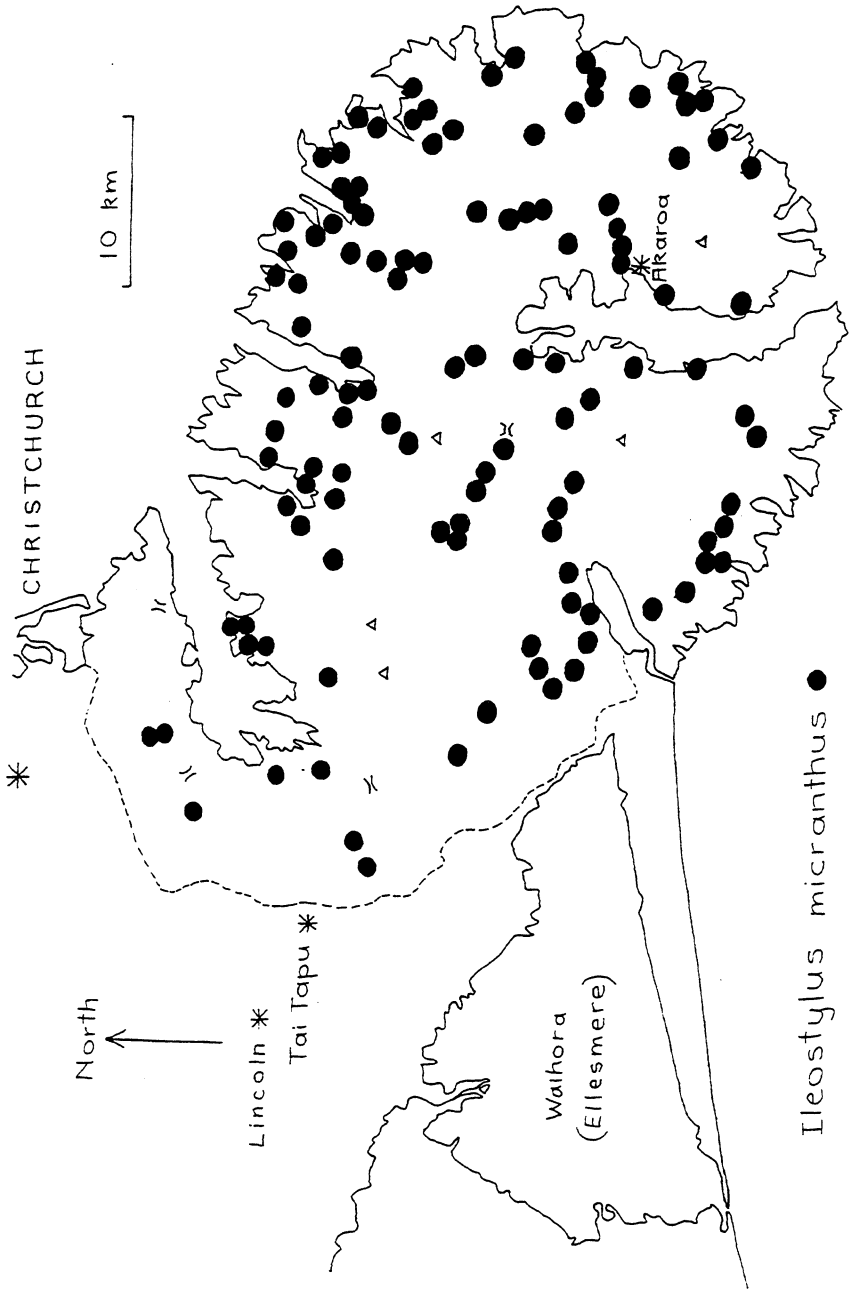 CHRISTCHURCH
10 km
North
Lincoln
Tai Tapu
Akaroa
Waihora
(Ellesmere)
Ileostylus micranthus